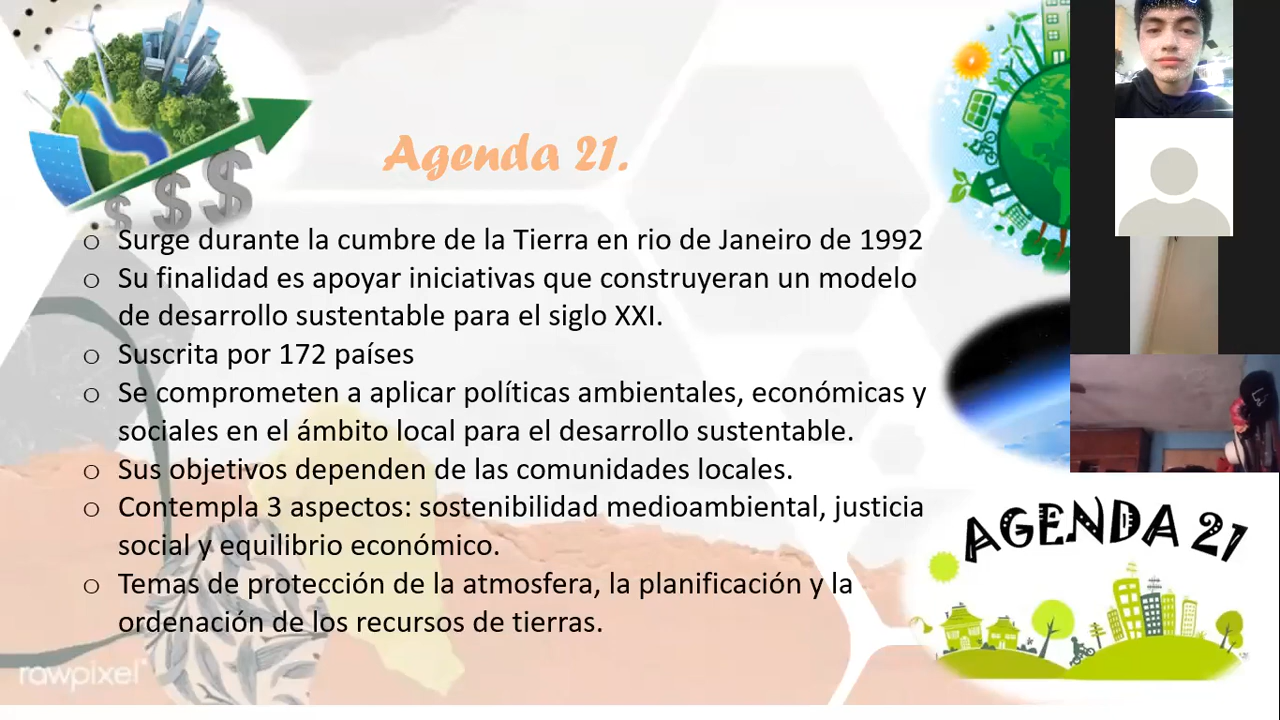 Agenda 21.
o Surge durante la cumbre de la Tierra en rio de Janeiro de 1992
o Su finalidad es apoyar iniciativas que construyeran un modelo
de desarrollo sustentable para el siglo XXI.
o Suscrita por 172 países
o Se comprometen a aplicar políticas ambientales, económicas y
sociales en el ámbito local para el desarrollo sustentable.
o Sus objetivos dependen de las comunidades locales.
o Contempla 3 aspectos: sostenibilidad medioambiental, justicia
social y equilibrio económico.
o Temas de protección de la atmosfera, la planificación y la
ordenación de los recursos de tierras.
AGENDA 21
rawpixel